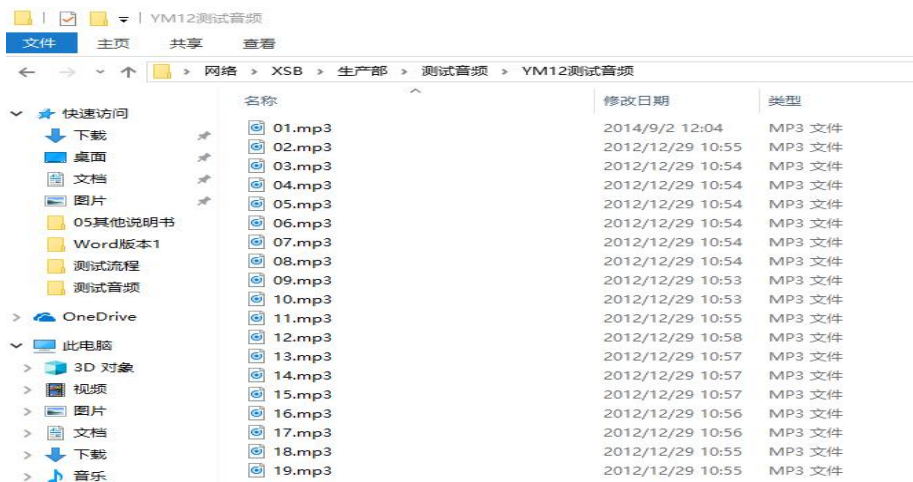 YM12测试音频
文件 主页 共享 查看
网络 > XSB > 生产部 > 测试音频 > YM12测试音频
名称 修改日期 类型
快速访问
下载
桌面
文档
图片
05其他说明书
Word版本1
测试流程
测试音频
OneDrive
此电脑
3D 对象
视频
图片
文档
下载
音乐
01.mp3 2014/9/2 12:04 MP3 文件
02.mp3 2012/12/29 10:55 MP3 文件
03.mp3 2012/12/29 10:54 MP3 文件
04.mp3 2012/12/29 10:54 MP3 文件
05.mp3 2012/12/29 10:54 MP3 文件
06.mp3 2012/12/29 10:54 MP3 文件
07.mp3 2012/12/29 10:54 MP3 文件
08.mp3 2012/12/29 10:54 MP3 文件
09.mp3 2012/12/29 10:53 MP3 文件
10.mp3 2012/12/29 10:53 MP3 文件
11.mp3 2012/12/29 10:55 MP3 文件
12.mp3 2012/12/29 10:58 MP3 文件
13.mp3 2012/12/29 10:57 MP3 文件
14.mp3 2012/12/29 10:57 MP3 文件
15.mp3 2012/12/29 10:57 MP3 文件
16.mp3 2012/12/29 10:56 MP3 文件
17.mp3 2012/12/29 10:56 MP3 文件
18.mp3 2012/12/29 10:55 MP3 文件
19.mp3 2012/12/29 10:55 MP3 文件